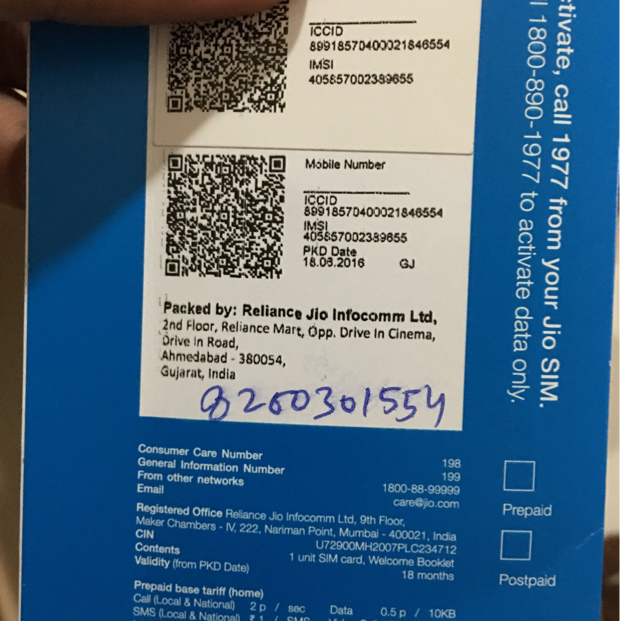 ICCID
89918570400021846554
IMSI
405857002389655
Mobile Number
ICCID
89918570400021846554
IMSI
405857002389655
PKD Date
18.06.2016 GJ
Packed by: Reliance Jio Infocomm Ltd,
2nd Floor, Reliance Mart, Opp. Drive In Cinema,
Drive In Road,
Ahmedabad - 380054,
Gujarat, India
8200301554
Consumer Care Number 198
General Information Number 199
From other networks 1800-88-99999
Email care@jio.com
Registered Office Reliance Jio Infocomm Ltd, 9th Floor,
Maker Chambers - IV, 222, Nariman Point, Mumbai - 400021, India
CIN U72900MH2007PLC234712
Contents 1 unit SIM card, Welcome Booklet
Validity (from PKD Date) 18 months
Prepaid base tariff (home)
Call (Local & National) 2 p / sec Data 0.5 p / 10KB
SMS (Local & National) ₹ 1 / SMS
call 1977 from your Jio SIM.
1800-890-1977 to activate data only.
Prepaid
Postpaid